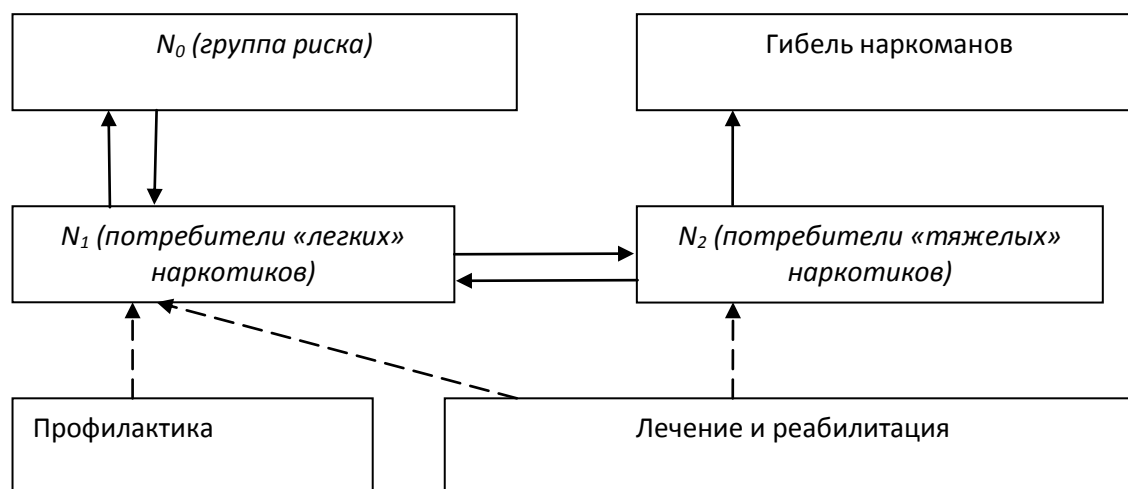 N₀ (группа риска)
Гибель наркоманов
N₁ (потребители «легких»
наркотиков)
N₂ (потребители «тяжелых»
наркотиков)
Профилактика
Лечение и реабилитация